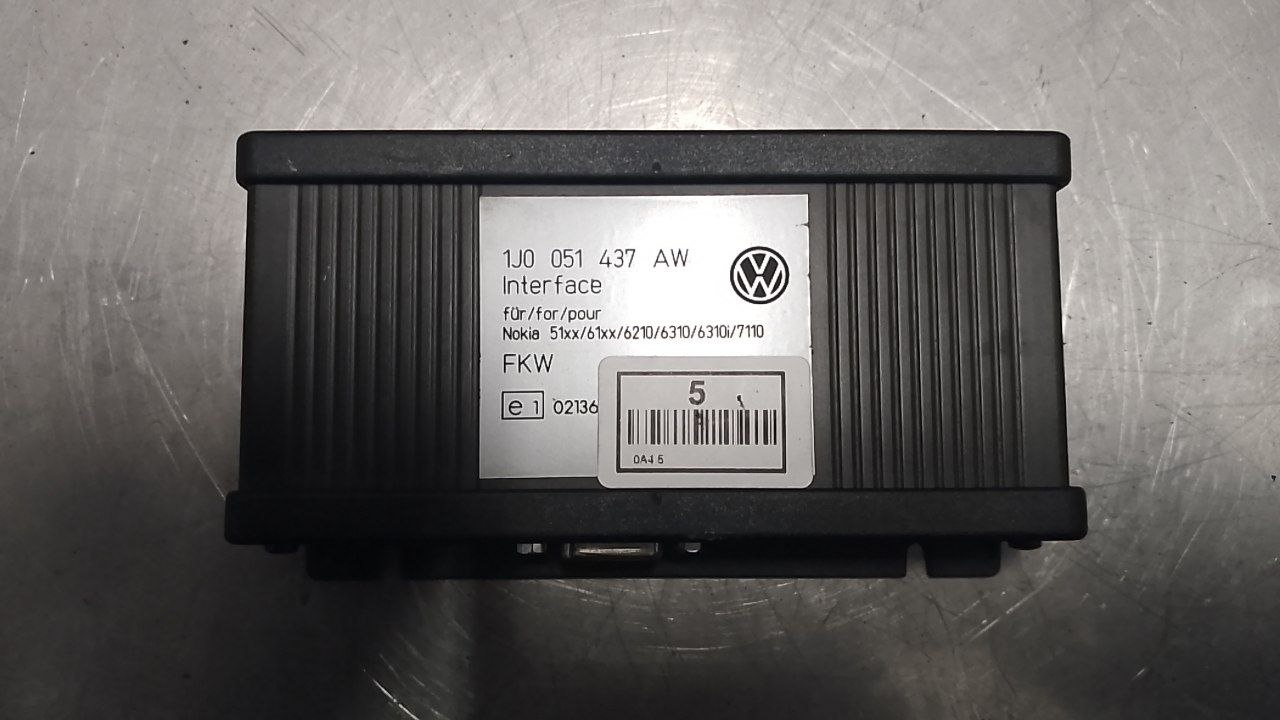 1J0 051 437 AW
Interface
für/for/pour
Nokia 51xx/61xx/6210/6310/6310i/7110
FKW
e 1 02136
5
0A4 5